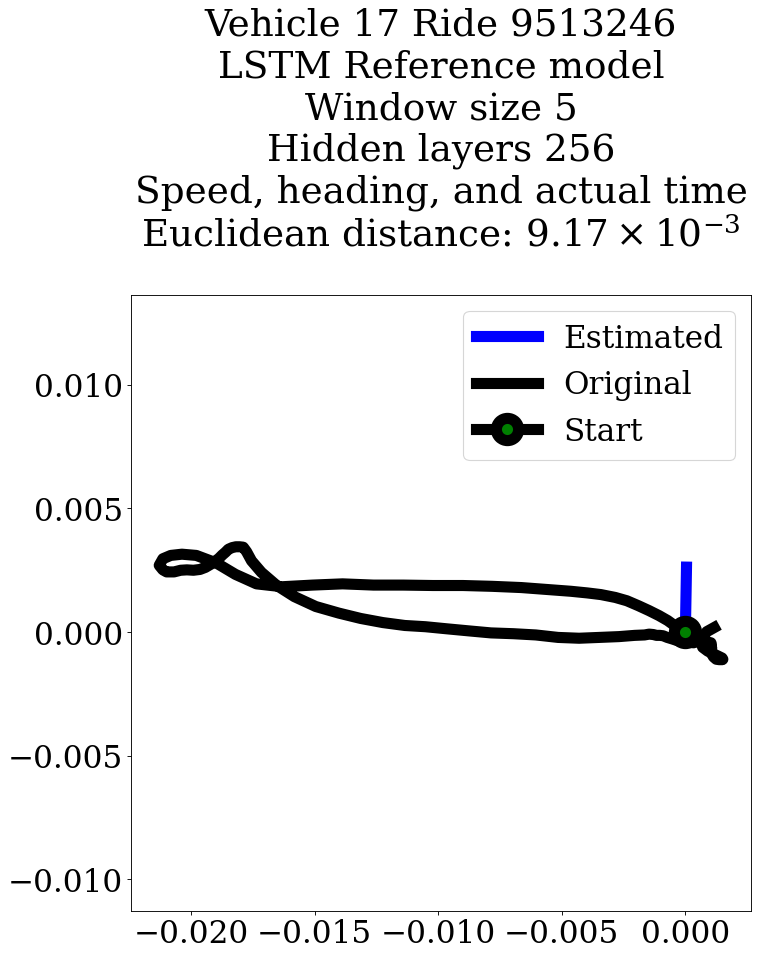 Vehicle 17 Ride 9513246
LSTM Reference model
Window size 5
Hidden layers 256
Speed, heading, and actual time
Euclidean distance: 9.17 × 10⁻³
Estimated
Original
Start
0.010
0.005
0.000
−0.005
−0.010
−0.020 −0.015 −0.010 −0.005 0.000